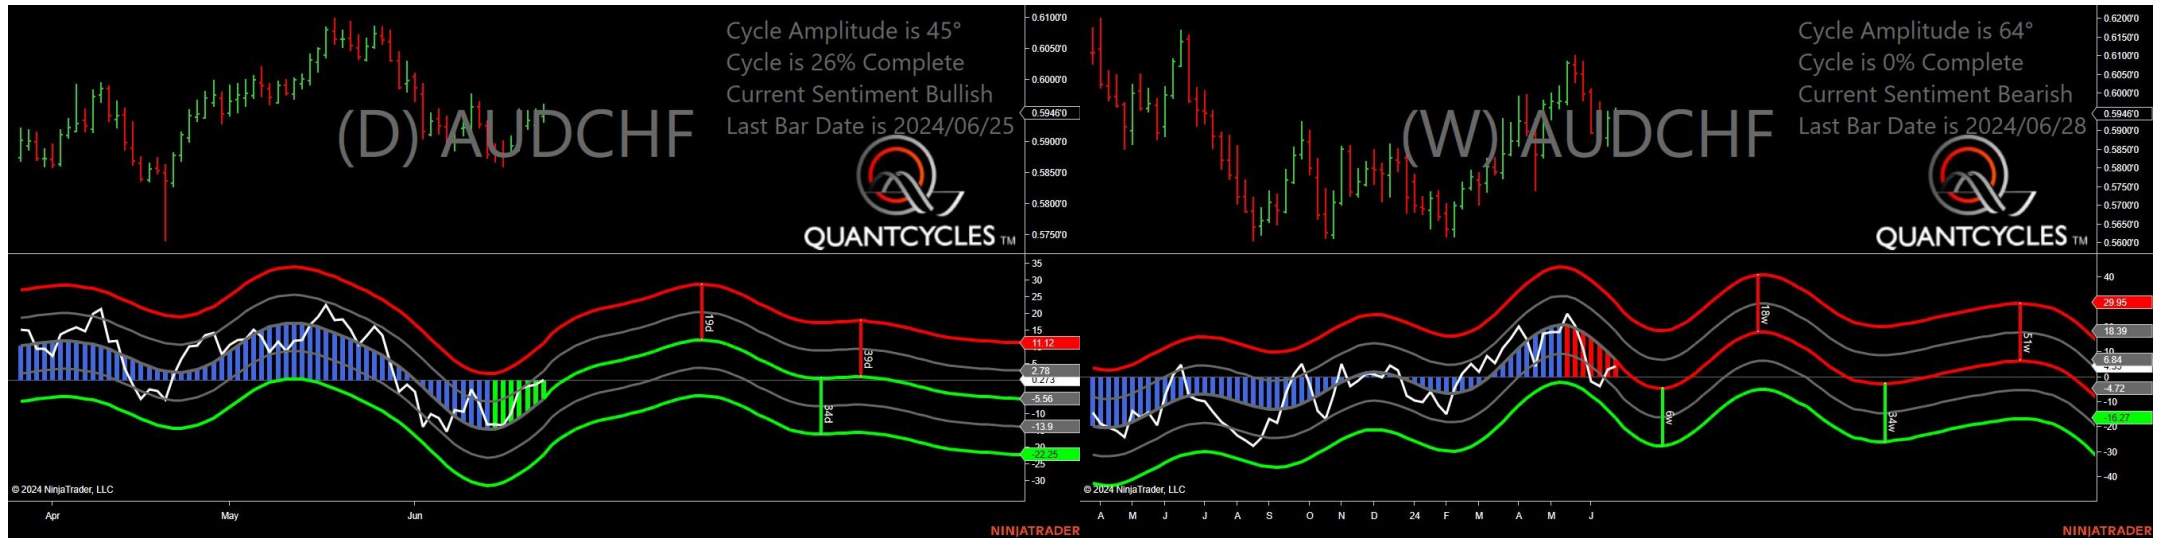 Cycle Amplitude is 45°
Cycle is 26% Complete
Current Sentiment Bullish
Last Bar Date is 2024/06/25
(D) AUDCHF
QUANTCYCLES TM
0.6100'0
0.6050'0
0.6000'0
0.5946'0
0.5900'0
0.5850'0
0.5800'0
0.5750'0
35
30
25
20
15
11.12
5
2.78
0.273
-5.56
-10
-13.9
-20
-22.25
-25
-30
19d
39d
34d
© 2024 NinjaTrader, LLC
Apr
May
Jun
NINJATRADER
Cycle Amplitude is 64°
Cycle is 0% Complete
Current Sentiment Bearish
Last Bar Date is 2024/06/28
(W) AUDCHF
QUANTCYCLES TM
0.6200'0
0.6150'0
0.6100'0
0.6050'0
0.6000'0
0.5946'0
0.5900'0
0.5850'0
0.5800'0
0.5750'0
0.5700'0
0.5650'0
0.5600'0
40
29.95
18.39
10
6.84
0
-4.72
-10
-16.27
-20
-30
-40
18w
51w
6w
34w
© 2024 NinjaTrader, LLC
A M J J A S O N D 24 F M A M J
NINJATRADER